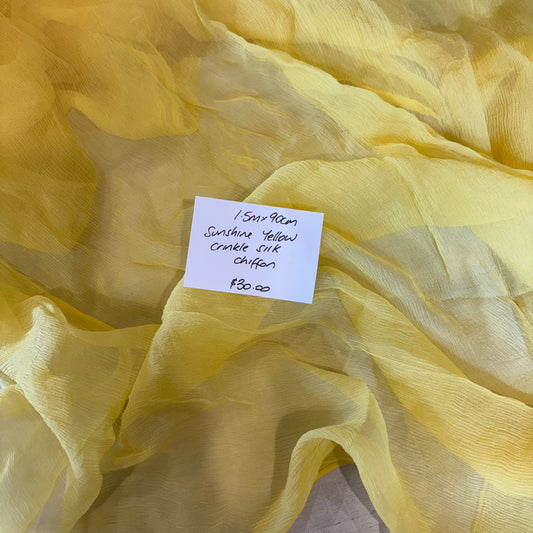 1.5m x 90cm
Sunshine Yellow
Crinkle silk
Chiffon
$30.00